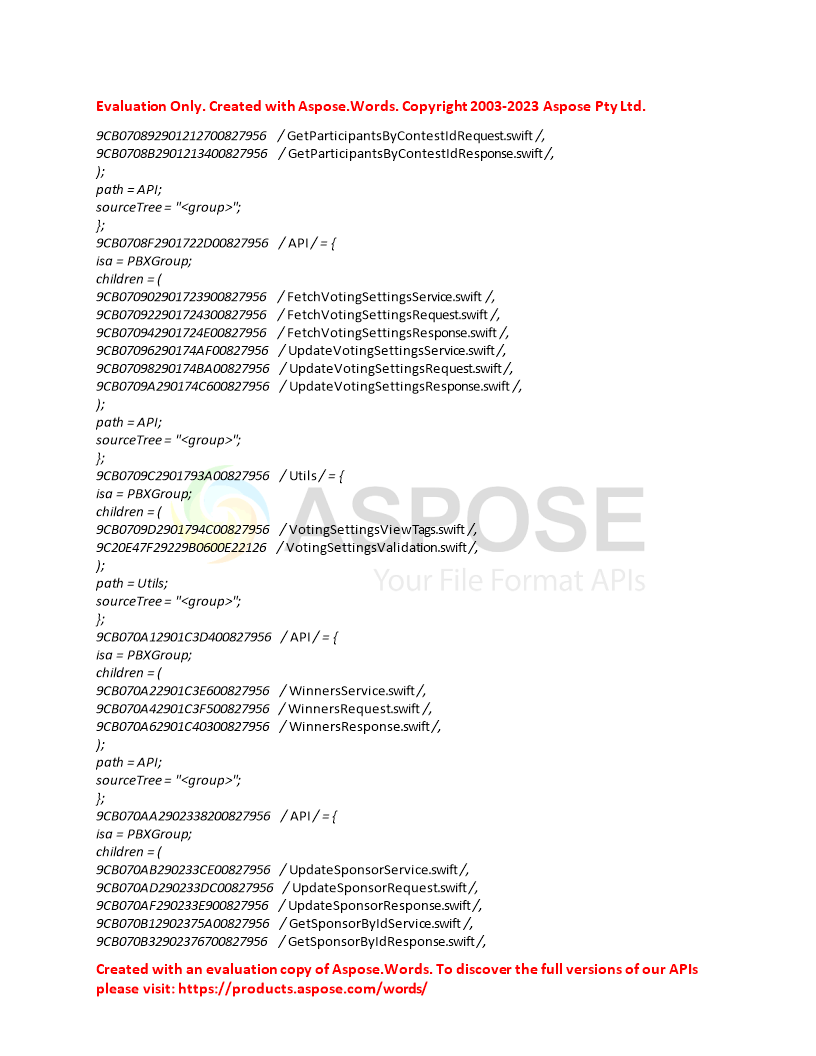 Evaluation Only. Created with Aspose.Words. Copyright 2003-2023 Aspose Pty Ltd.
9CB070892901212700827956 / GetParticipantsByContestIdRequest.swift /,
9CB0708B2901213400827956 / GetParticipantsByContestIdResponse.swift /,
);
path = API;
sourceTree = "<group>";
};
9CB0708F2901722D00827956 / API / = {
isa = PBXGroup;
children = (
9CB070902901723900827956 / FetchVotingSettingsService.swift /,
9CB070922901724300827956 / FetchVotingSettingsRequest.swift /,
9CB070942901724E00827956 / FetchVotingSettingsResponse.swift /,
9CB07096290174AF00827956 / UpdateVotingSettingsService.swift /,
9CB07098290174BA00827956 / UpdateVotingSettingsRequest.swift /,
9CB0709A290174C600827956 / UpdateVotingSettingsResponse.swift /,
);
path = API;
sourceTree = "<group>";
};
9CB0709C2901793A00827956 / Utils / = {
isa = PBXGroup;
children = (
9CB0709D2901794C00827956 / VotingSettingsViewTags.swift /,
9C20E47F29229B0600E22126 / VotingSettingsValidation.swift /,
);
path = Utils;
sourceTree = "<group>";
};
9CB070A12901C3D400827956 / API / = {
isa = PBXGroup;
children = (
9CB070A22901C3E600827956 / WinnersService.swift /,
9CB070A42901C3F500827956 / WinnersRequest.swift /,
9CB070A62901C40300827956 / WinnersResponse.swift /,
);
path = API;
sourceTree = "<group>";
};
9CB070AA2902338200827956 / API / = {
isa = PBXGroup;
children = (
9CB070AB290233CE00827956 / UpdateSponsorService.swift /,
9CB070AD290233DC00827956 / UpdateSponsorRequest.swift /,
9CB070AF290233E900827956 / UpdateSponsorResponse.swift /,
9CB070B12902375A00827956 / GetSponsorByIdService.swift /,
9CB070B32902376700827956 / GetSponsorByIdResponse.swift /,
Created with an evaluation copy of Aspose.Words. To discover the full versions of our APIs
please visit: https://products.aspose.com/words/
ASPOSE
Your File Format APIs